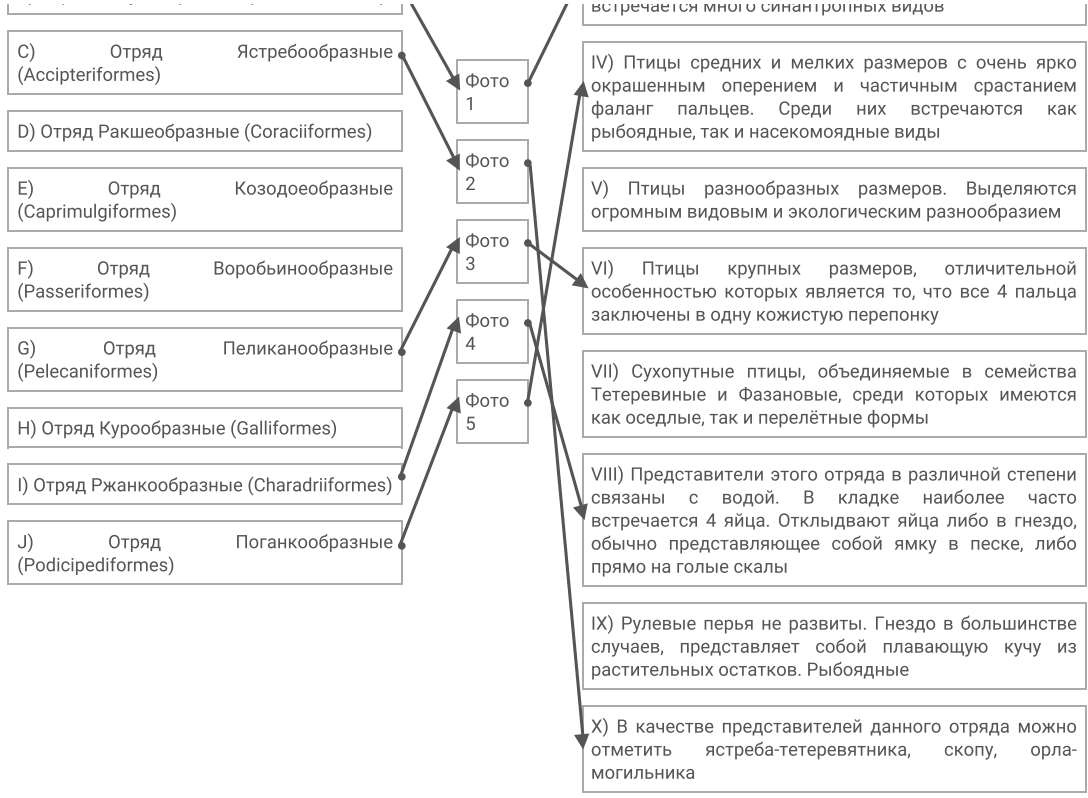 встречается много синантропных видов
C) Отряд Ястребообразные
(Accipiteriformes)
D) Отряд Ракшеобразные (Coraciiformes)
E) Отряд Козодоеобразные
(Caprimulgiformes)
F) Отряд Воробьинообразные
(Passeriformes)
G) Отряд Пеликанообразные
(Pelecaniformes)
H) Отряд Курообразные (Galliformes)
I) Отряд Ржанкообразные (Charadriiformes)
J) Отряд Поганкообразные
(Podicipediformes)
Фото
1
Фото
2
Фото
3
Фото
4
Фото
5
IV) Птицы средних и мелких размеров с очень ярко
окрашенным оперением и частичным срастанием
фаланг пальцев. Среди них встречаются как
рыбоядные, так и насекомоядные виды
V) Птицы разнообразных размеров. Выделяются
огромным видовым и экологическим разнообразием
VI) Птицы крупных размеров, отличительной
особенностью которых является то, что все 4 пальца
заключены в одну кожистую перепонку
VII) Сухопутные птицы, объединяемые в семейства
Тетеревиные и Фазановые, среди которых имеются
как оседлые, так и перелётные формы
VIII) Представители этого отряда в различной степени
связаны с водой. В кладке наиболее часто
встречается 4 яйца. Отклыдвают яйца либо в гнездо,
обычно представляющее собой ямку в песке, либо
прямо на голые скалы
IX) Рулевые перья не развиты. Гнездо в большинстве
случаев, представляет собой плавающую кучу из
растительных остатков. Рыбоядные
X) В качестве представителей данного отряда можно
отметить ястреба-тетеревятника, скопу, орла-
могильника